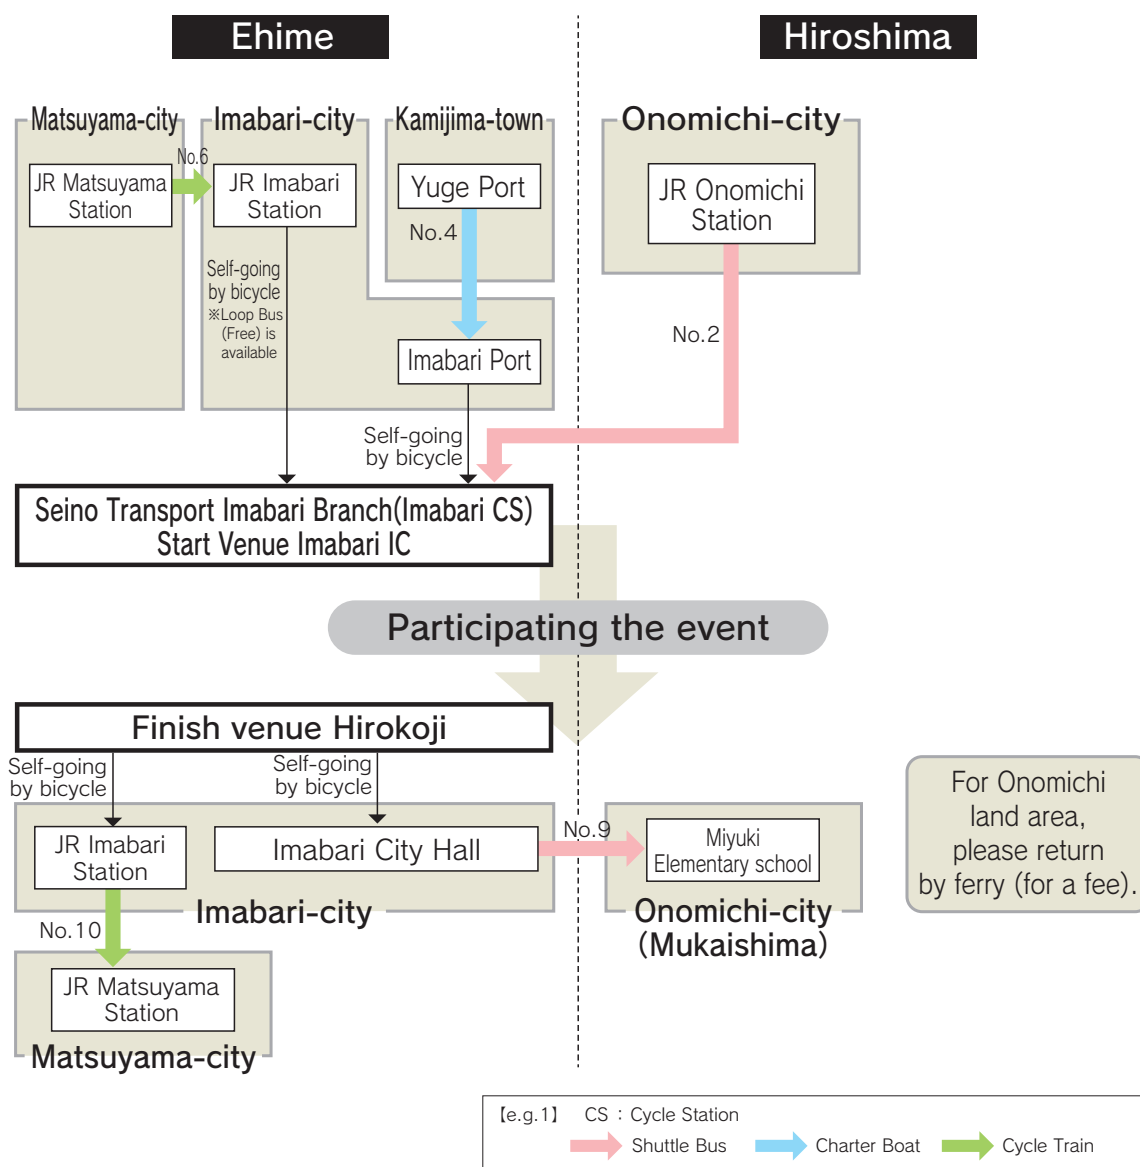 Ehime
Hiroshima
Matsuyama-city
Imabari-city
Kamijima-town
Onomichi-city
No.6
JR Matsuyama
Station
JR Imabari
Station
Yuge Port
JR Onomichi
Station
No.4
Self-going
by bicycle
※Loop Bus
(Free) is
available
No.2
Imabari Port
Self-going
by bicycle
Seino Transport Imabari Branch(Imabari CS)
Start Venue Imabari IC
Participating the event
Finish venue Hirokoji
Self-going
by bicycle
Self-going
by bicycle
JR Imabari
Station
Imabari City Hall
No.9
Miyuki
Elementary school
For Onomichi
land area,
please return
by ferry (for a fee).
Imabari-city
Onomichi-city
(Mukaishima)
No.10
JR Matsuyama
Station
Matsuyama-city
【e.g.1】 CS : Cycle Station
Shuttle Bus
Charter Boat
Cycle Train